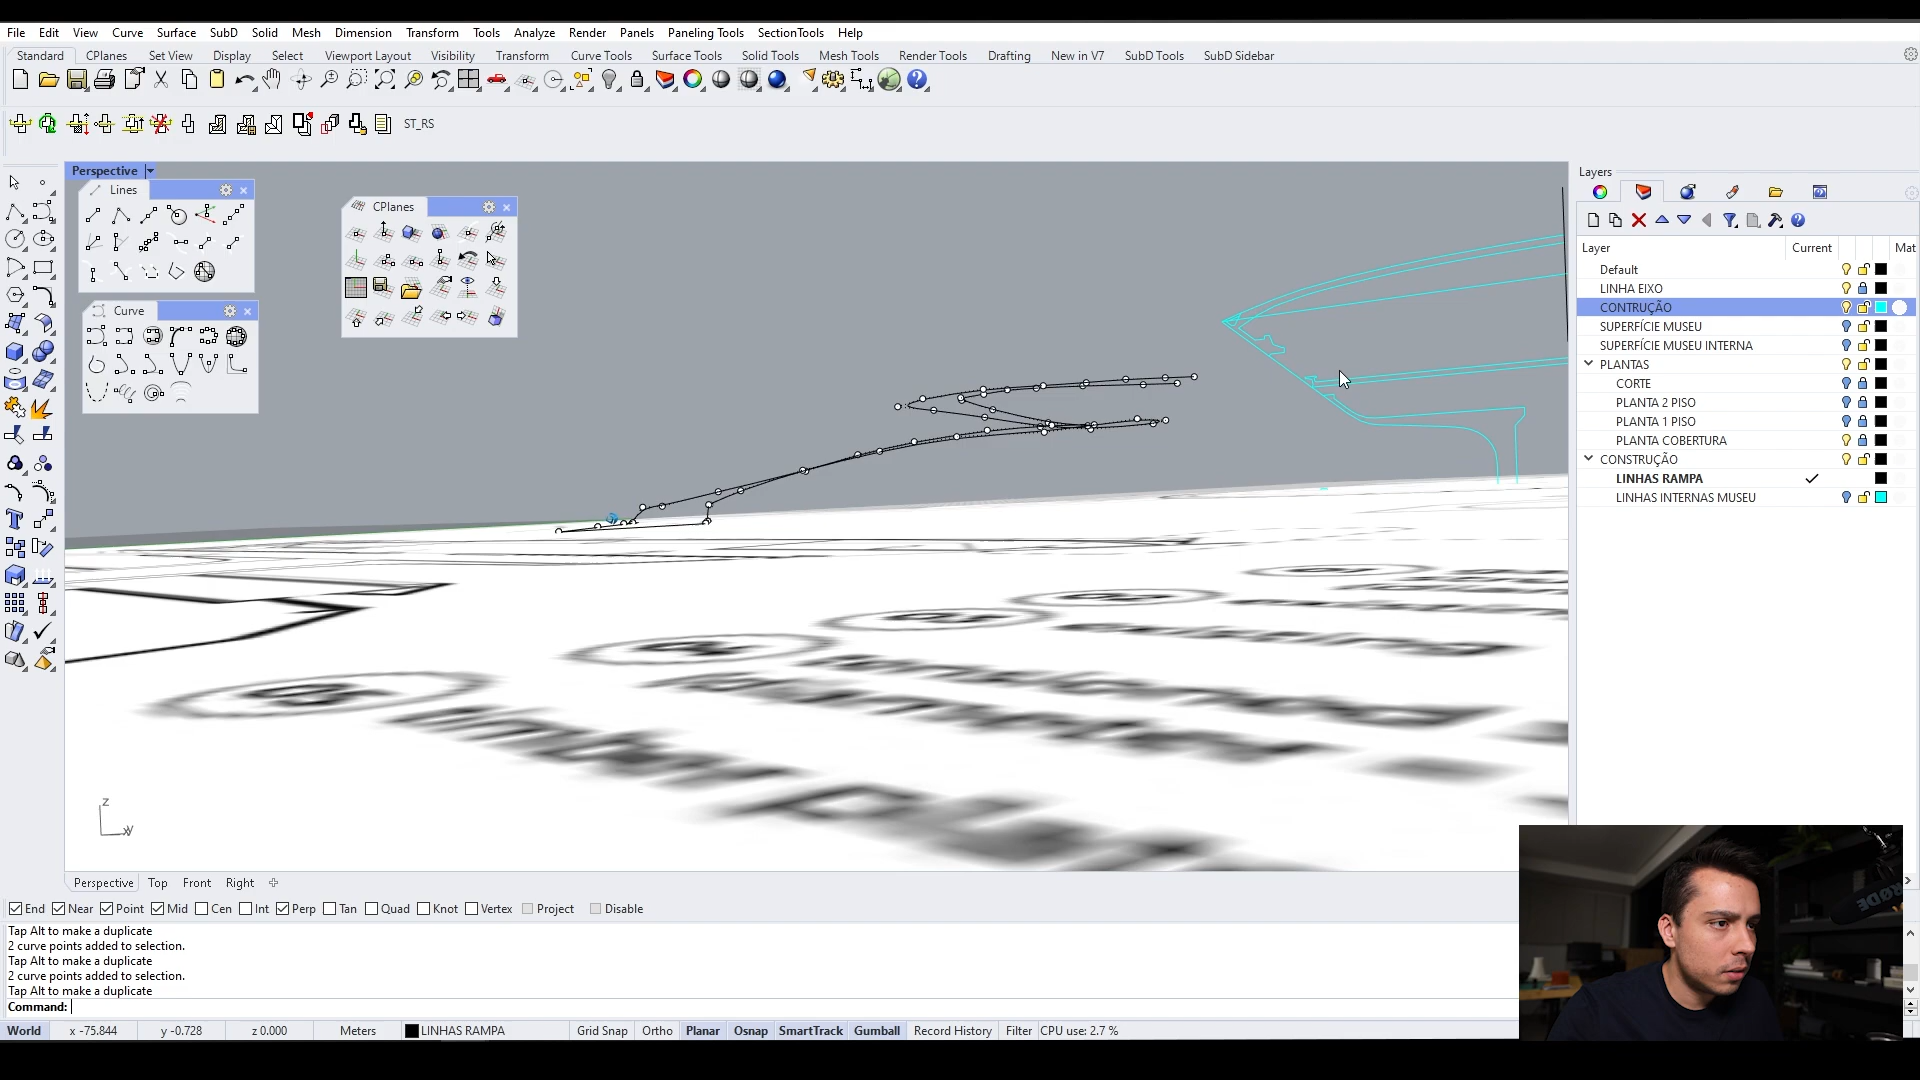 File Edit View Curve Surface SubD Solid Mesh Dimension Transform Tools Analyze Render Panels Paneling Tools SectionTools Help
Standard CPlanes Set View Display Select Viewport Layout Visibility Transform Curve Tools Surface Tools Solid Tools Mesh Tools Render Tools Drafting New in V7 SubD Tools SubD Sidebar
ST_RS
Perspective
Lines
Curve
CPlanes
z
y
Layers
Layer Current Mat
Default
LINHA EIXO
CONTRUÇÃO
SUPERFÍCIE MUSEU
SUPERFÍCIE MUSEU INTERNA
PLANTAS
CORTE
PLANTA 2 PISO
PLANTA 1 PISO
PLANTA COBERTURA
CONSTRUÇÃO
LINHAS RAMPA
LINHAS INTERNAS MUSEU
Perspective Top Front Right
End Near Point Mid Cen Int Perp Tan Quad Knot Vertex Project Disable
Tap Alt to make a duplicate
2 curve points added to selection.
Tap Alt to make a duplicate
2 curve points added to selection.
Tap Alt to make a duplicate
Command:
World x -75.844 y -0.728 z 0.000 Meters LINHAS RAMPA Grid Snap Ortho Planar Osnap SmartTrack Gumball Record History Filter CPU use: 2.7 %
RØDE